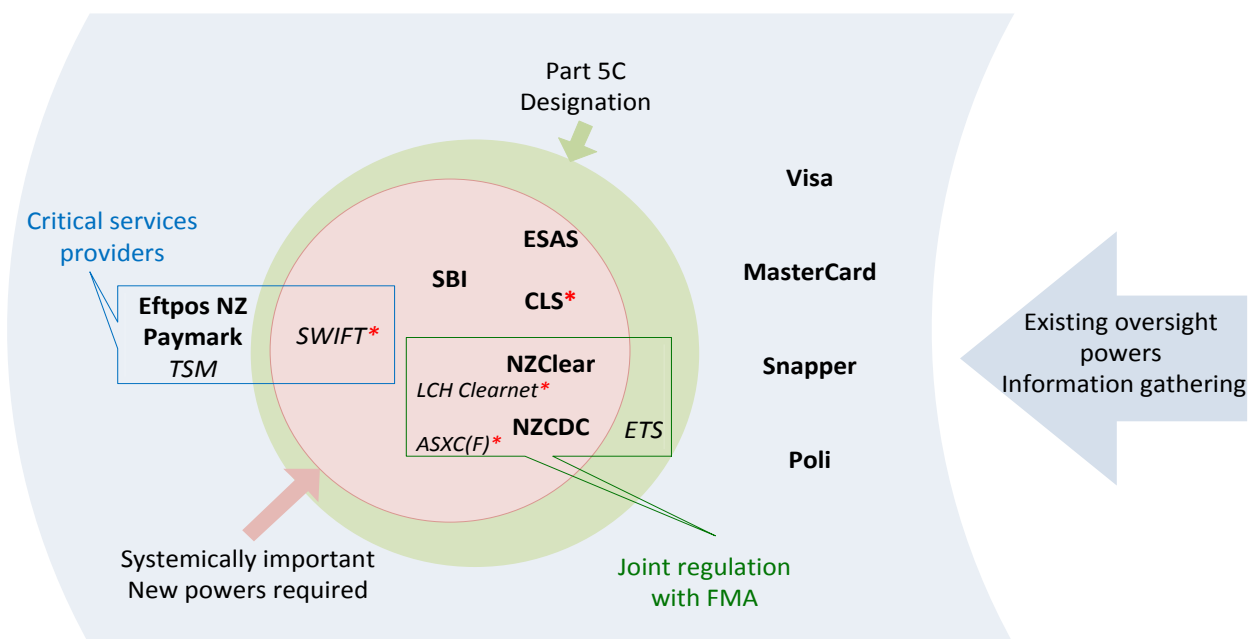 Part 5C
Designation
Visa
Critical services
providers
ESAS
SBI
MasterCard
CLS*
Eftpos NZ
Paymark
TSM
SWIFT*
Existing oversight
powers
Information gathering
NZClear
LCH Clearnet*
Snapper
NZCDC
ETS
ASXC(F)*
Poli
Systemically important
New powers required
Joint regulation
with FMA